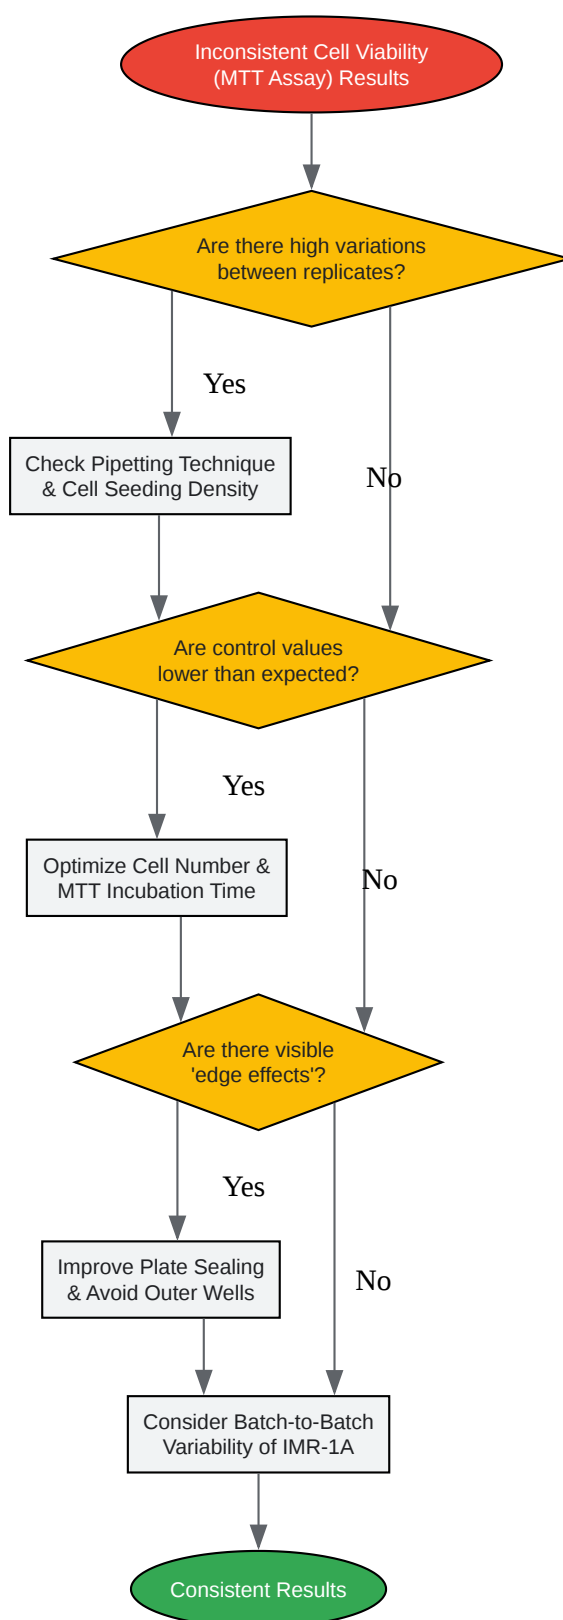 Inconsistent Cell Viability
(MTT Assay) Results
Are there high variations
between replicates?
Yes
Check Pipetting Technique
& Cell Seeding Density
No
Are control values
lower than expected?
Yes
Optimize Cell Number &
MTT Incubation Time
No
Are there visible
'edge effects'?
Yes
Improve Plate Sealing
& Avoid Outer Wells
No
Consider Batch-to-Batch
Variability of IMR-1A
Consistent Results